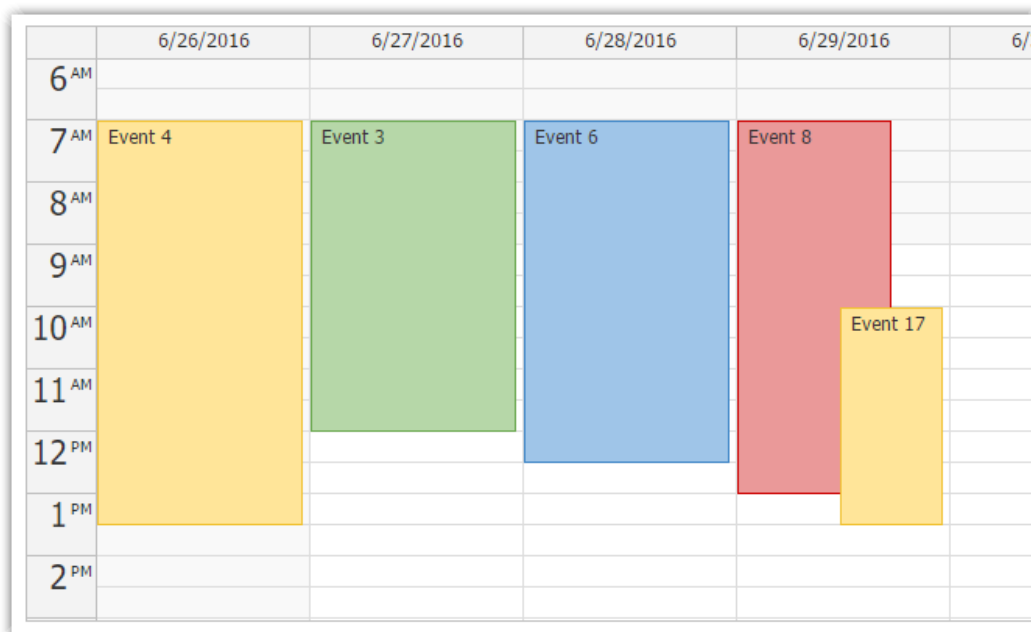 6/26/2016 6/27/2016 6/28/2016 6/29/2016 6/
6 AM
7 AM Event 4 Event 3 Event 6 Event 8
8 AM
9 AM
10 AM Event 17
11 AM
12 PM
1 PM
2 PM